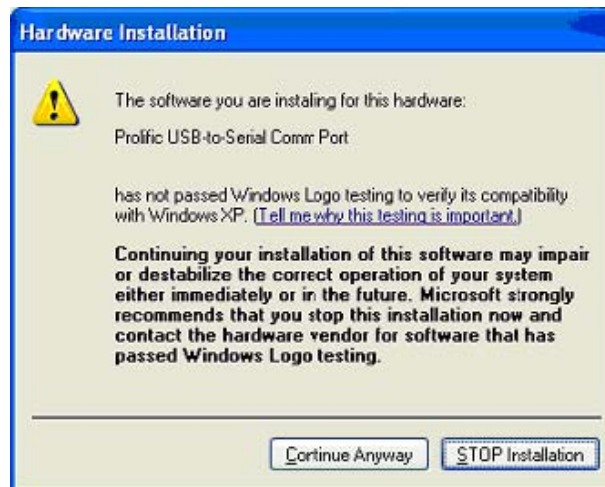 Hardware Installation
The software you are instaling for this hardware:
Prolific USB-to-Serial Comm Port
has not passed Windows Logo testing to verify its compatibility
with Windows XP. (Tell me why this testing is important.)
Continuing your installation of this software may impair
or destabilize the correct operation of your system
either immediately or in the future. Microsoft strongly
recommends that you stop this installation now and
contact the hardware vendor for software that has
passed Windows Logo testing.
Continue Anyway
STOP Installation